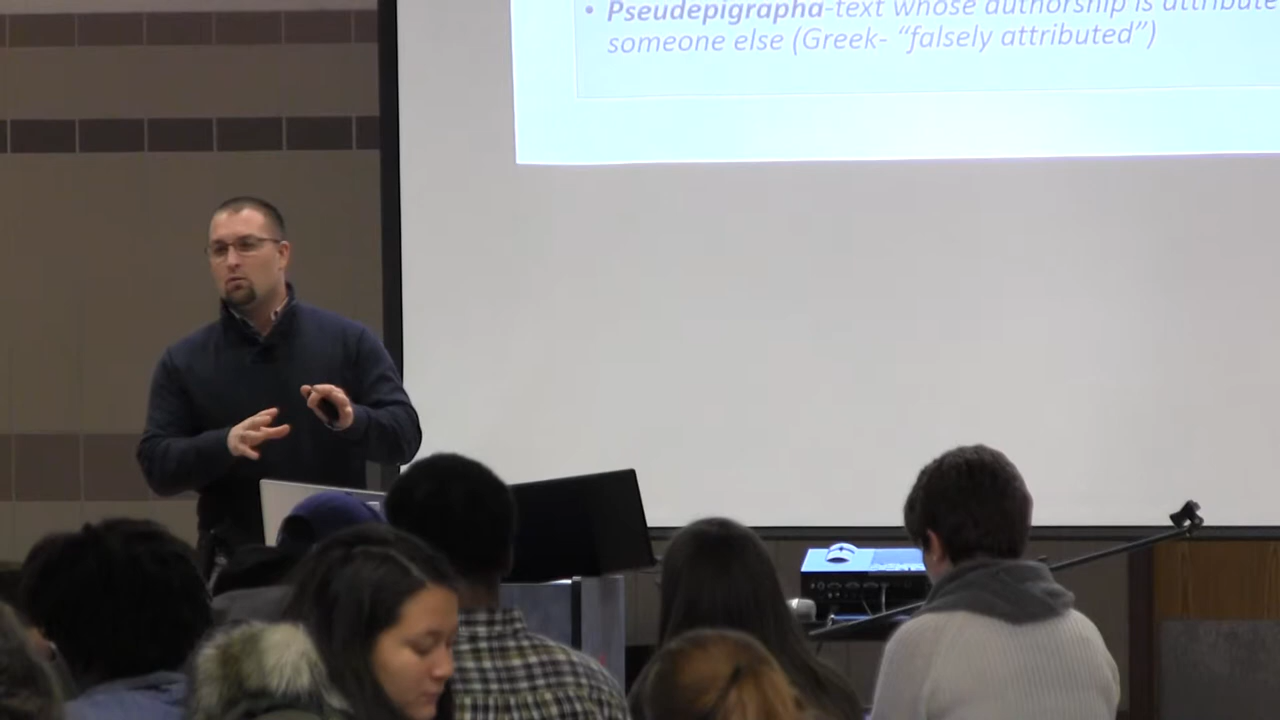 • Pseudepigrapha-text whose authorship is attribute
someone else (Greek- “falsely attributed”)